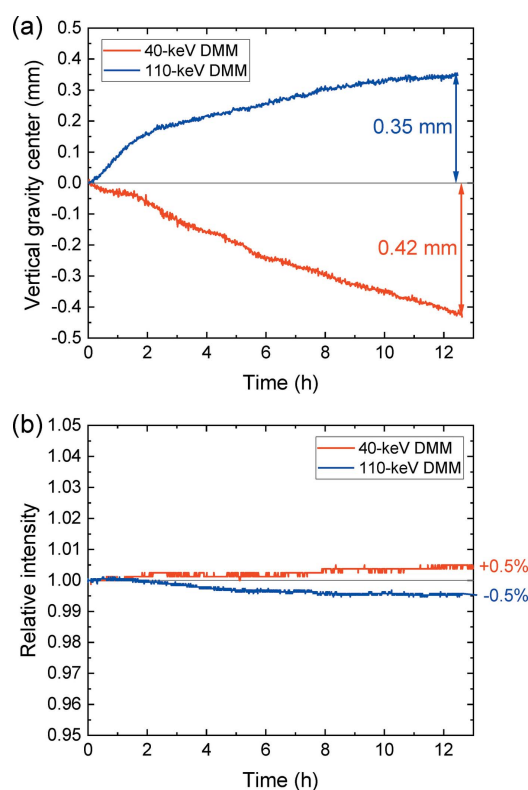 (a)
40-keV DMM
110-keV DMM
Vertical gravity center (mm)
0.5
0.4
0.3
0.2
0.1
0.0
-0.1
-0.2
-0.3
-0.4
-0.5
0.35 mm
0.42 mm
0 2 4 6 8 10 12
Time (h)
(b)
40-keV DMM
110-keV DMM
Relative intensity
1.05
1.04
1.03
1.02
1.01
1.00
0.99
0.98
0.97
0.96
0.95
+0.5%
-0.5%
0 2 4 6 8 10 12
Time (h)